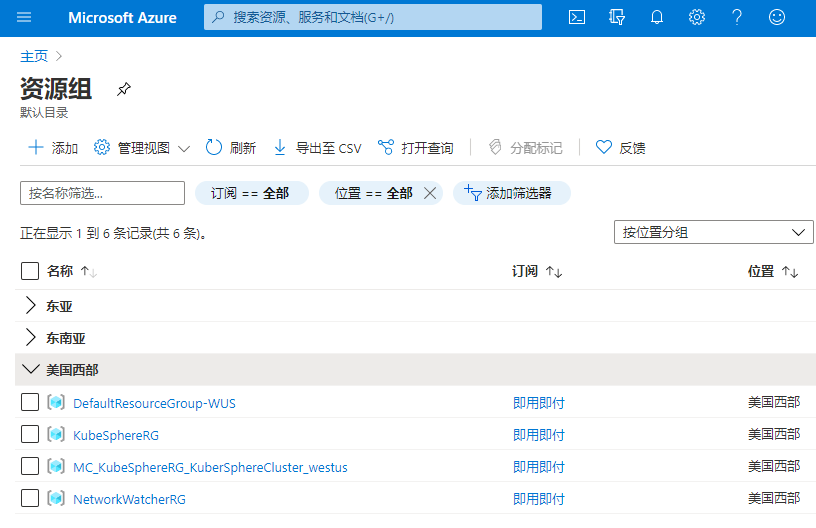 Microsoft Azure 搜索资源、服务和文档(G+/)
主页
资源组
默认目录
添加 管理视图 刷新 导出至 CSV 打开查询 分配标记 反馈
按名称筛选... 订阅 == 全部 位置 == 全部 添加筛选器
正在显示 1 到 6 条记录(共 6 条)。 按位置分组
名称 订阅 位置
东亚
东南亚
美国西部
DefaultResourceGroup-WUS 即用即付 美国西部
KubeSphereRG 即用即付 美国西部
MC_KubeSphereRG_KuberSphereCluster_westus 即用即付 美国西部
NetworkWatcherRG 即用即付 美国西部